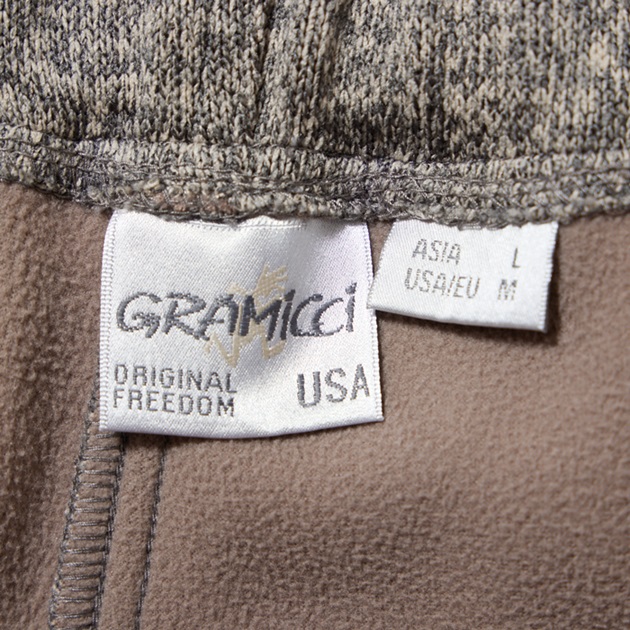 GRAMiCCi
ORIGINAL
FREEDOM
USA
ASIA L
USA/EU M